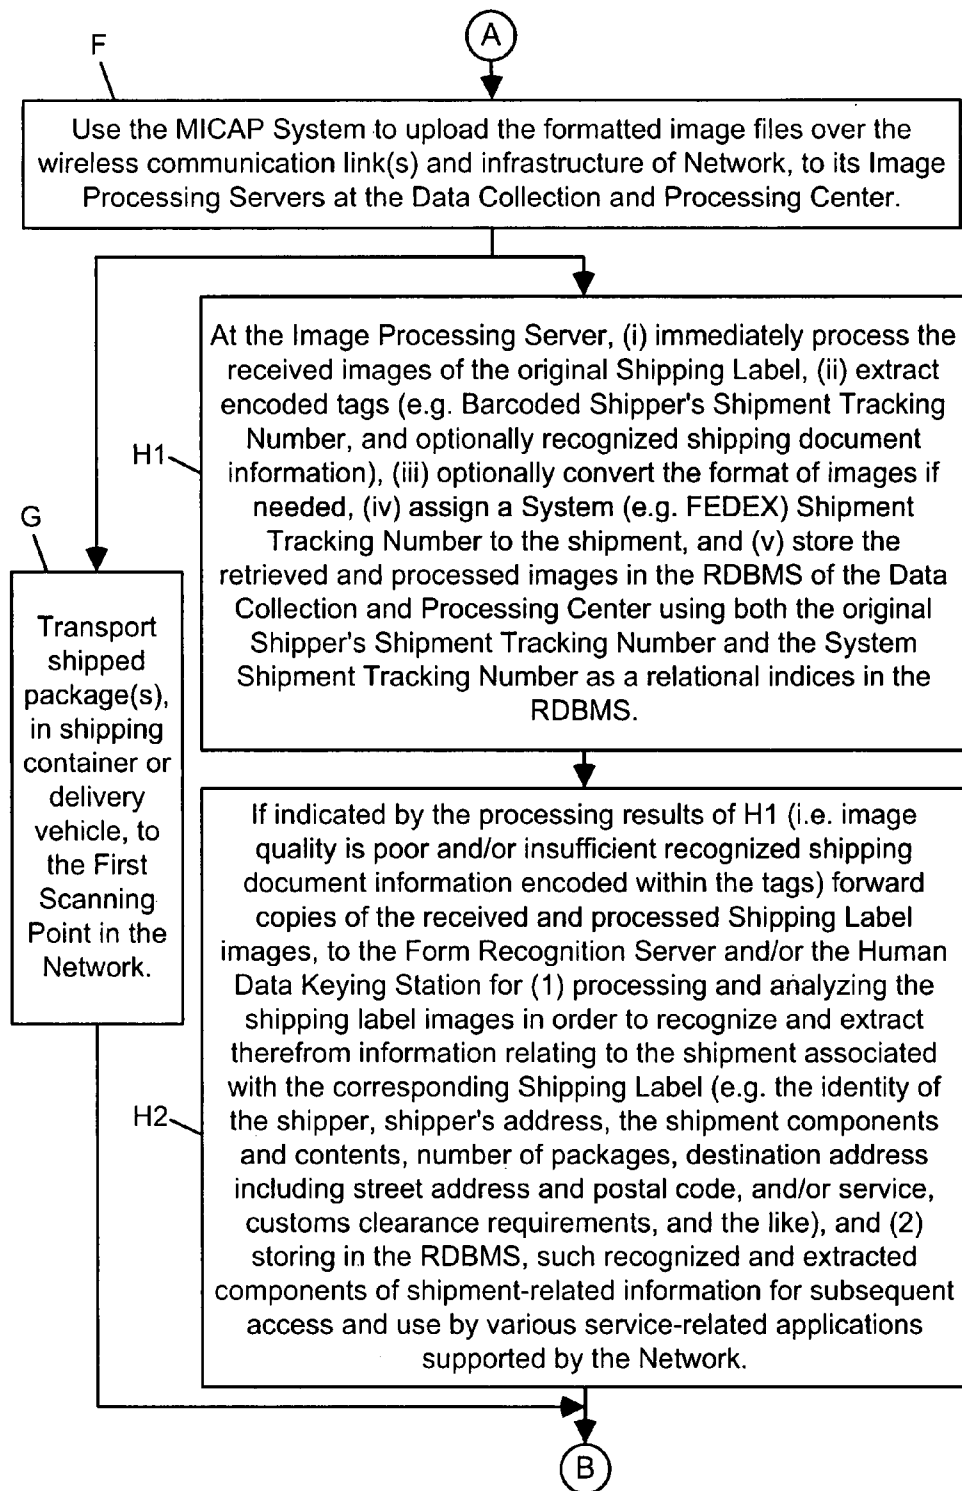 A
F
Use the MICAP System to upload the formatted image files over the
wireless communication link(s) and infrastructure of Network, to its Image
Processing Servers at the Data Collection and Processing Center.
At the Image Processing Server, (i) immediately process the
received images of the original Shipping Label, (ii) extract
encoded tags (e.g. Barcoded Shipper's Shipment Tracking
Number, and optionally recognized shipping document
information), (iii) optionally convert the format of images if
needed, (iv) assign a System (e.g. FEDEX) Shipment
Tracking Number to the shipment, and (v) store the
retrieved and processed images in the RDBMS of the Data
Collection and Processing Center using both the original
Shipper's Shipment Tracking Number and the System
Shipment Tracking Number as a relational indices in the
RDBMS.
H1
G
Transport
shipped
package(s),
in shipping
container or
delivery
vehicle, to
the First
Scanning
Point in the
Network.
If indicated by the processing results of H1 (i.e. image
quality is poor and/or insufficient recognized shipping
document information encoded within the tags) forward
copies of the received and processed Shipping Label
images, to the Form Recognition Server and/or the Human
Data Keying Station for (1) processing and analyzing the
shipping label images in order to recognize and extract
therefrom information relating to the shipment associated
with the corresponding Shipping Label (e.g. the identity of
the shipper, shipper's address, the shipment components
and contents, number of packages, destination address
including street address and postal code, and/or service,
customs clearance requirements, and the like), and (2)
storing in the RDBMS, such recognized and extracted
components of shipment-related information for subsequent
access and use by various service-related applications
supported by the Network.
H2
B